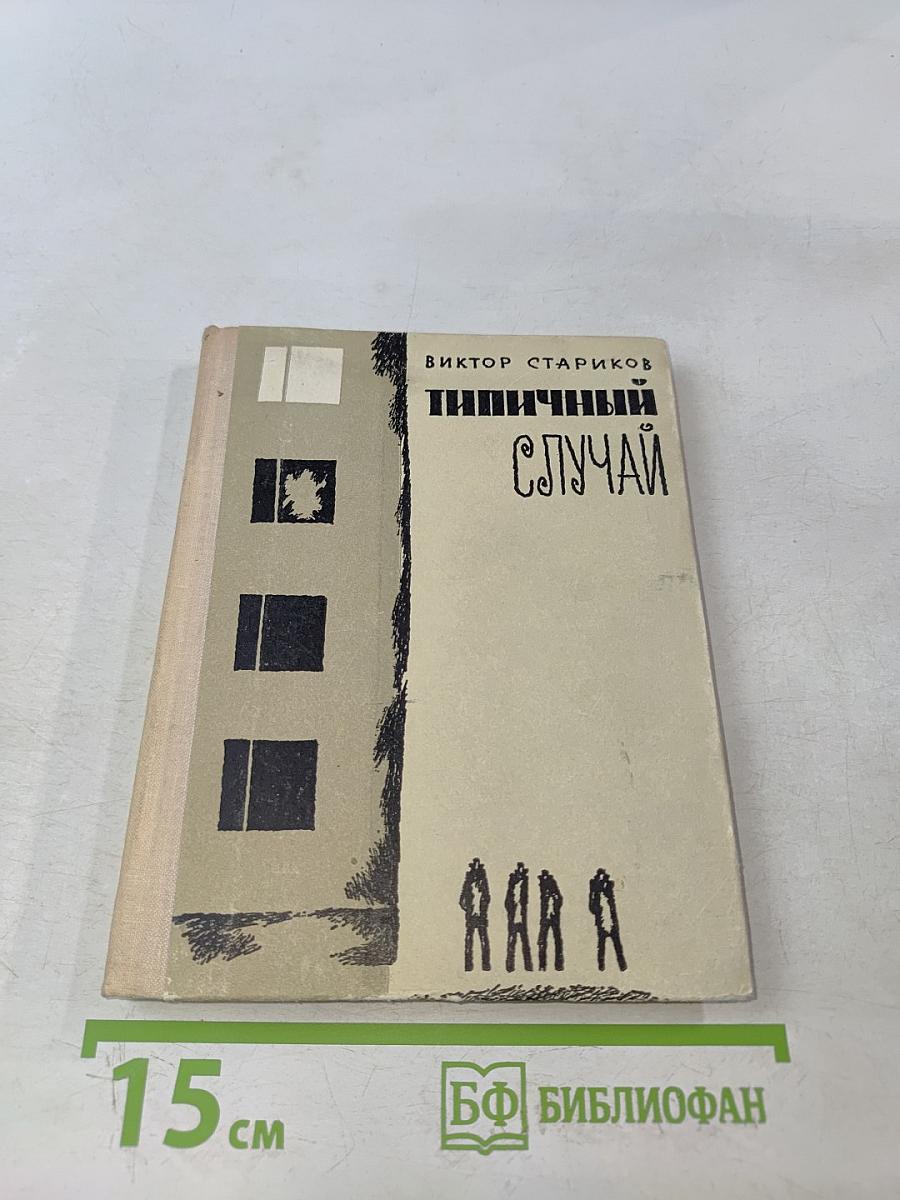 ВИКТОР СТАРИКОВ
ТИПИЧНЫЙ
СЛУЧАЙ
15 см
БФ БИБЛИОФАН